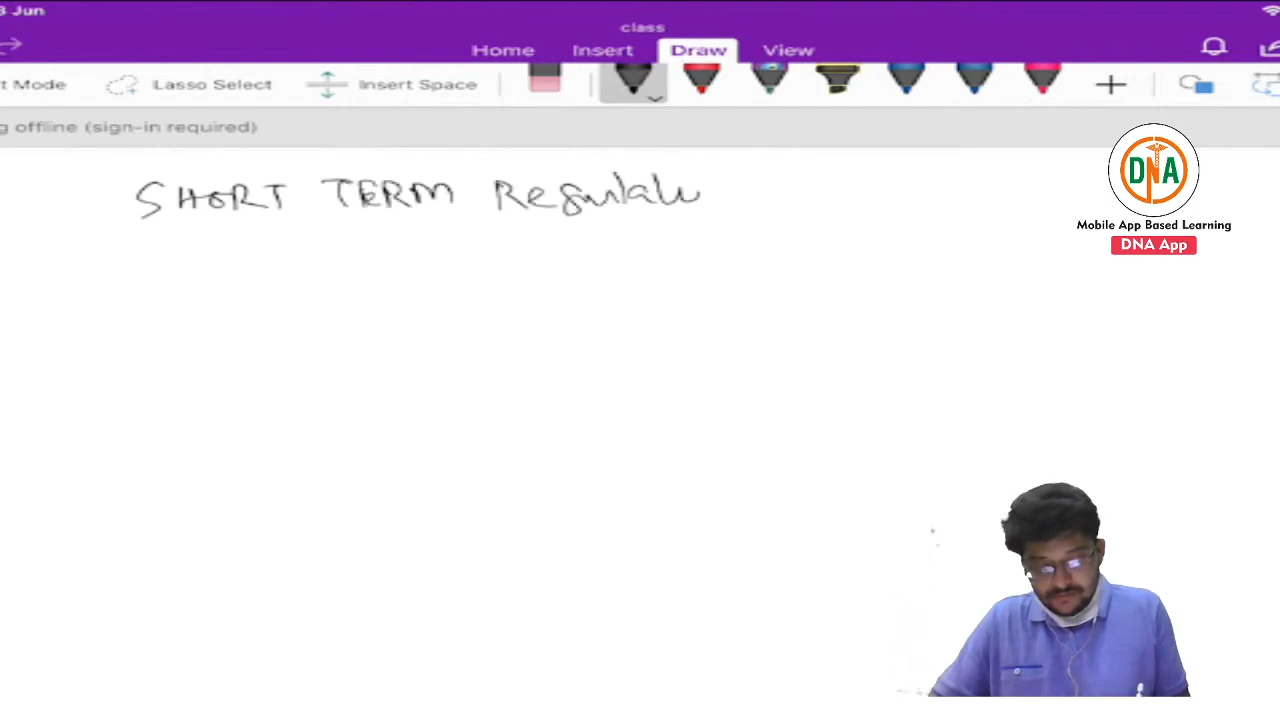 3 Jun
class
Home Insert Draw View
t Mode Lasso Select Insert Space
g offline (sign-in required)
SHORT TERM Regulatu
DNA
Mobile App Based Learning
DNA App